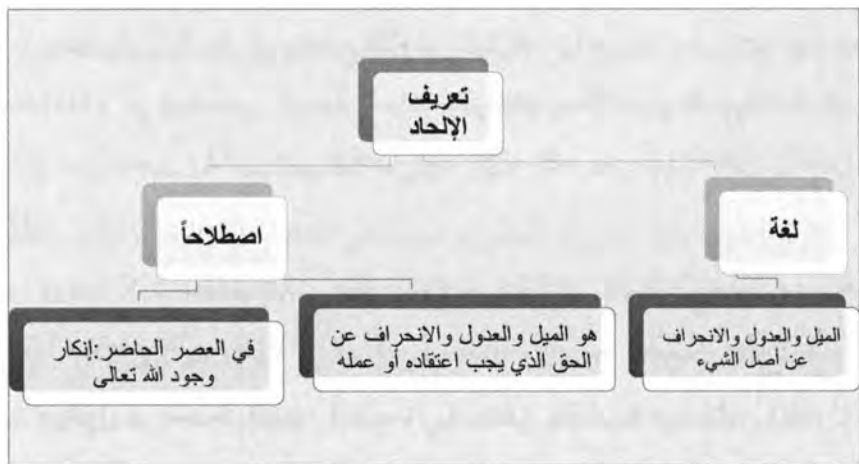 تعريف
الإلحاد
لغة
اصطلاحاً
الميل والعدول والانحراف
عن أصل الشيء
هو الميل والعدول والانحراف عن
الحق الذي يجب اعتقاده أو عمله
في العصر الحاضر:إنكار
وجود الله تعالى